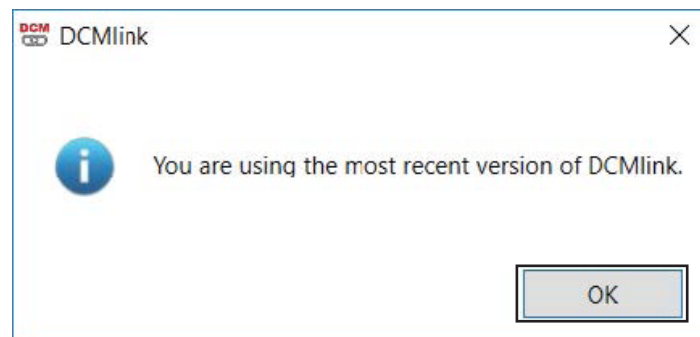 DCM DCMlink
You are using the most recent version of DCMlink.
OK